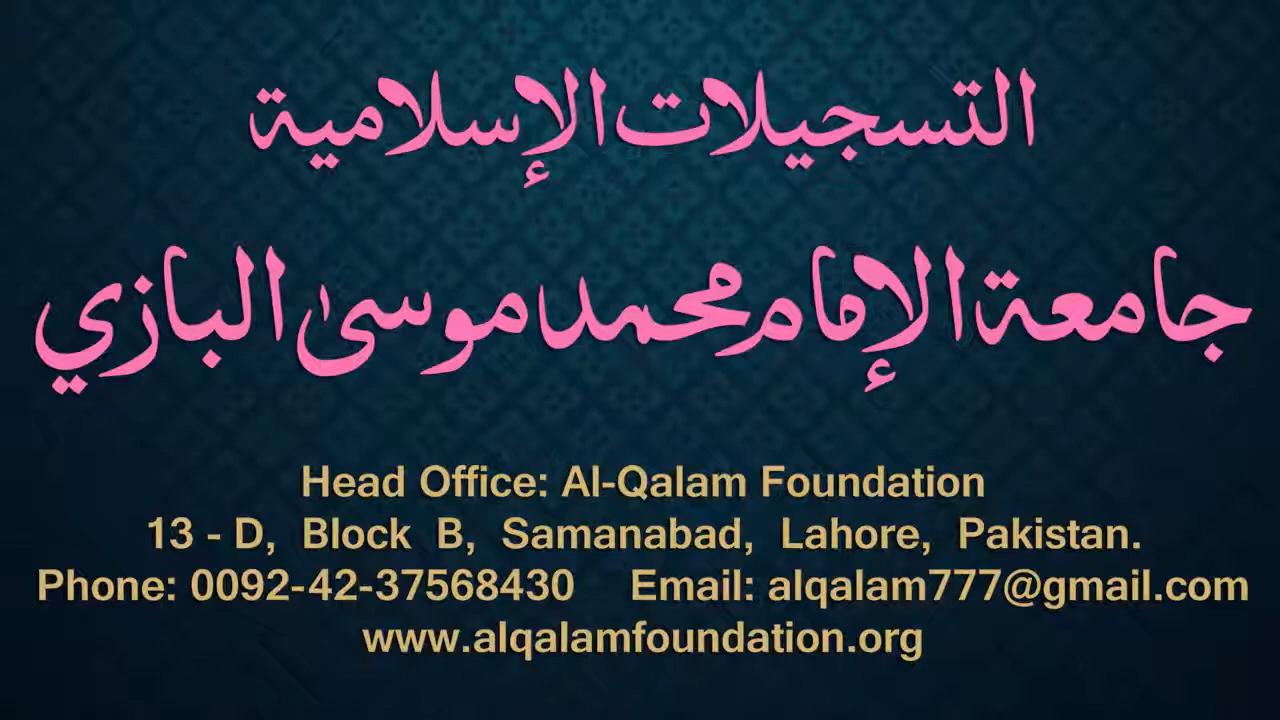 التسجيلات الإسلامية
جامعة الإمام محمد موسىٰ البازي
Head Office: Al-Qalam Foundation
13 - D, Block B, Samanabad, Lahore, Pakistan.
Phone: 0092-42-37568430 Email: alqalam777@gmail.com
www.alqalamfoundation.org